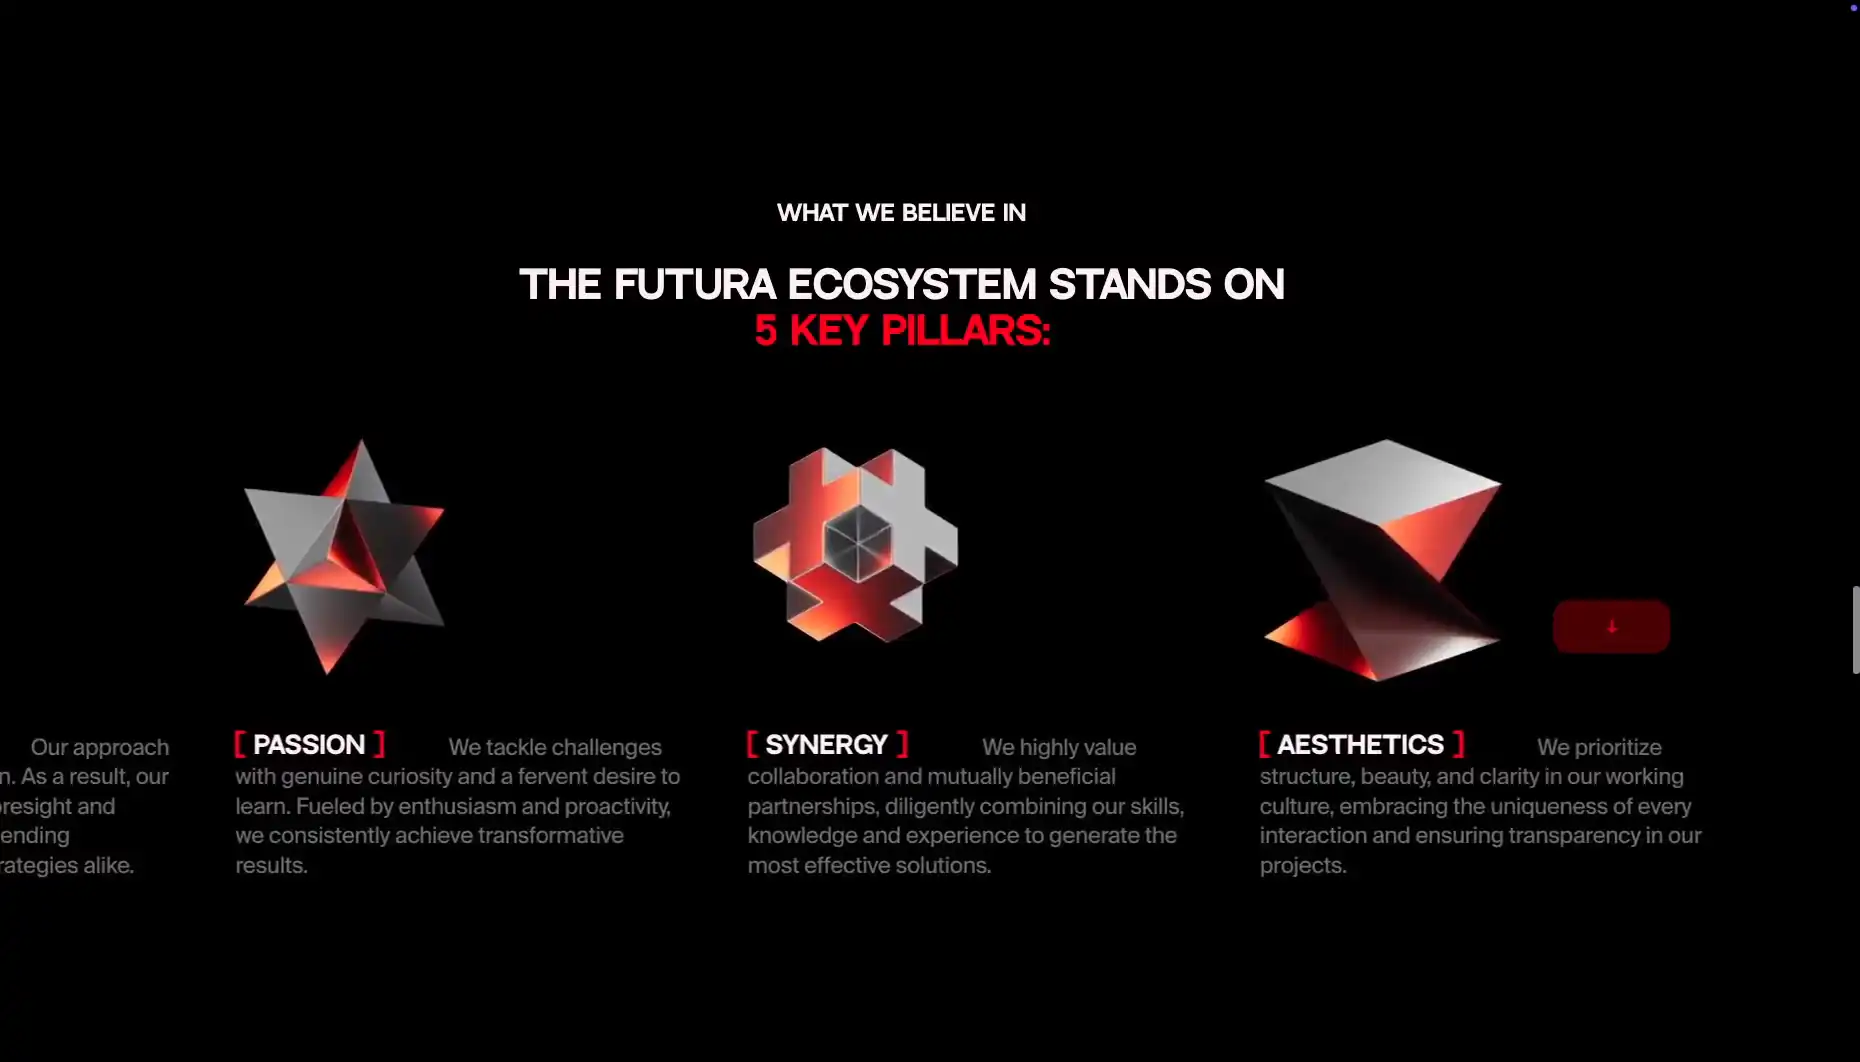 WHAT WE BELIEVE IN
THE FUTURA ECOSYSTEM STANDS ON
5 KEY PILLARS:
Our approach
As a result, our
and
strategies alike.
[ PASSION ] We tackle challenges
with genuine curiosity and a fervent desire to
learn. Fueled by enthusiasm and proactivity,
we consistently achieve transformative
results.
[ SYNERGY ] We highly value
collaboration and mutually beneficial
partnerships, diligently combining our skills,
knowledge and experience to generate the
most effective solutions.
[ AESTHETICS ] We prioritize
structure, beauty, and clarity in our working
culture, embracing the uniqueness of every
interaction and ensuring transparency in our
projects.